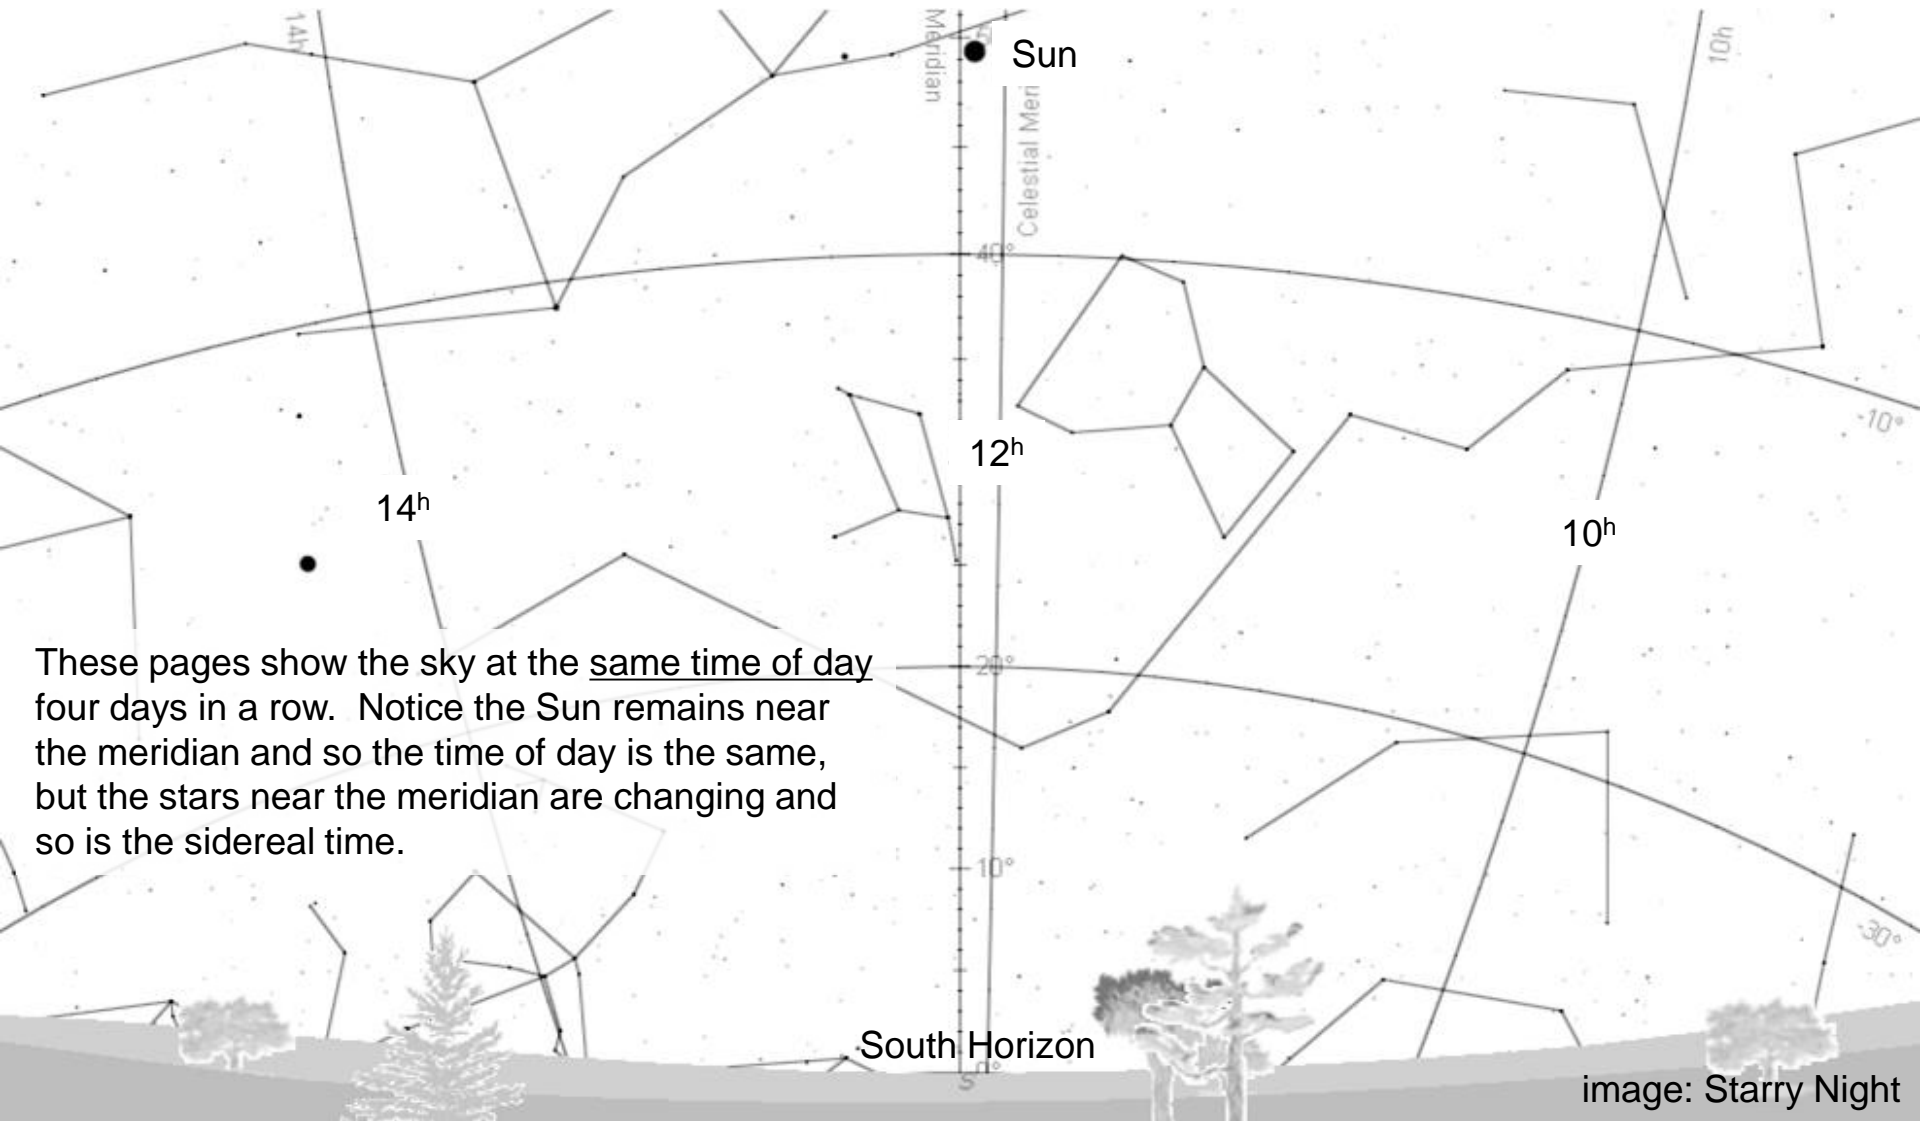 14h
Meridian
Sun
10h
Celestial Meri
40°
-10°
12h
14h
10h
20°
These pages show the sky at the same time of day
four days in a row. Notice the Sun remains near
the meridian and so the time of day is the same,
but the stars near the meridian are changing and
so is the sidereal time.
10°
-30°
South Horizon
0°
S
image: Starry Night